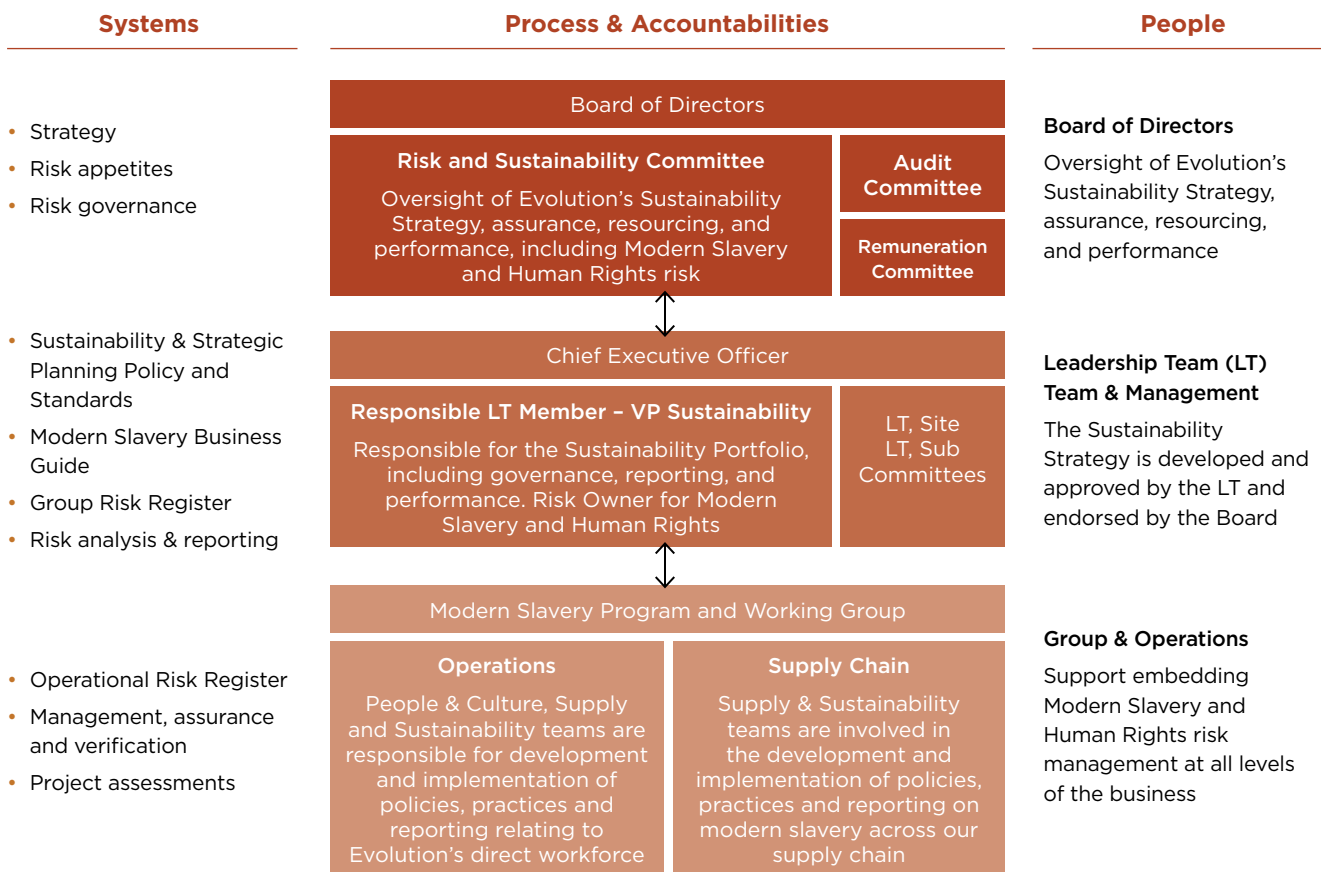 Systems
Process & Accountabilities
People
• Strategy
• Risk appetites
• Risk governance
Board of Directors
Risk and Sustainability Committee
Oversight of Evolution’s Sustainability
Strategy, assurance, resourcing, and
performance, including Modern Slavery
and Human Rights risk
Audit
Committee
Remuneration
Committee
Board of Directors
Oversight of Evolution’s
Sustainability Strategy,
assurance, resourcing,
and performance
• Sustainability & Strategic
Planning Policy and
Standards
• Modern Slavery Business
Guide
• Group Risk Register
• Risk analysis & reporting
Chief Executive Officer
Responsible LT Member – VP Sustainability
Responsible for the Sustainability Portfolio,
including governance, reporting, and
performance. Risk Owner for Modern
Slavery and Human Rights
LT, Site
LT, Sub
Committees
Leadership Team (LT)
Team & Management
The Sustainability
Strategy is developed and
approved by the LT and
endorsed by the Board
• Operational Risk Register
• Management, assurance
and verification
• Project assessments
Modern Slavery Program and Working Group
Operations
People & Culture, Supply
and Sustainability teams are
responsible for development
and implementation of
policies, practices and
reporting relating to
Evolution’s direct workforce
Supply Chain
Supply & Sustainability
teams are involved in
the development and
implementation of policies,
practices and reporting on
modern slavery across our
supply chain
Group & Operations
Support embedding
Modern Slavery and
Human Rights risk
management at all levels
of the business